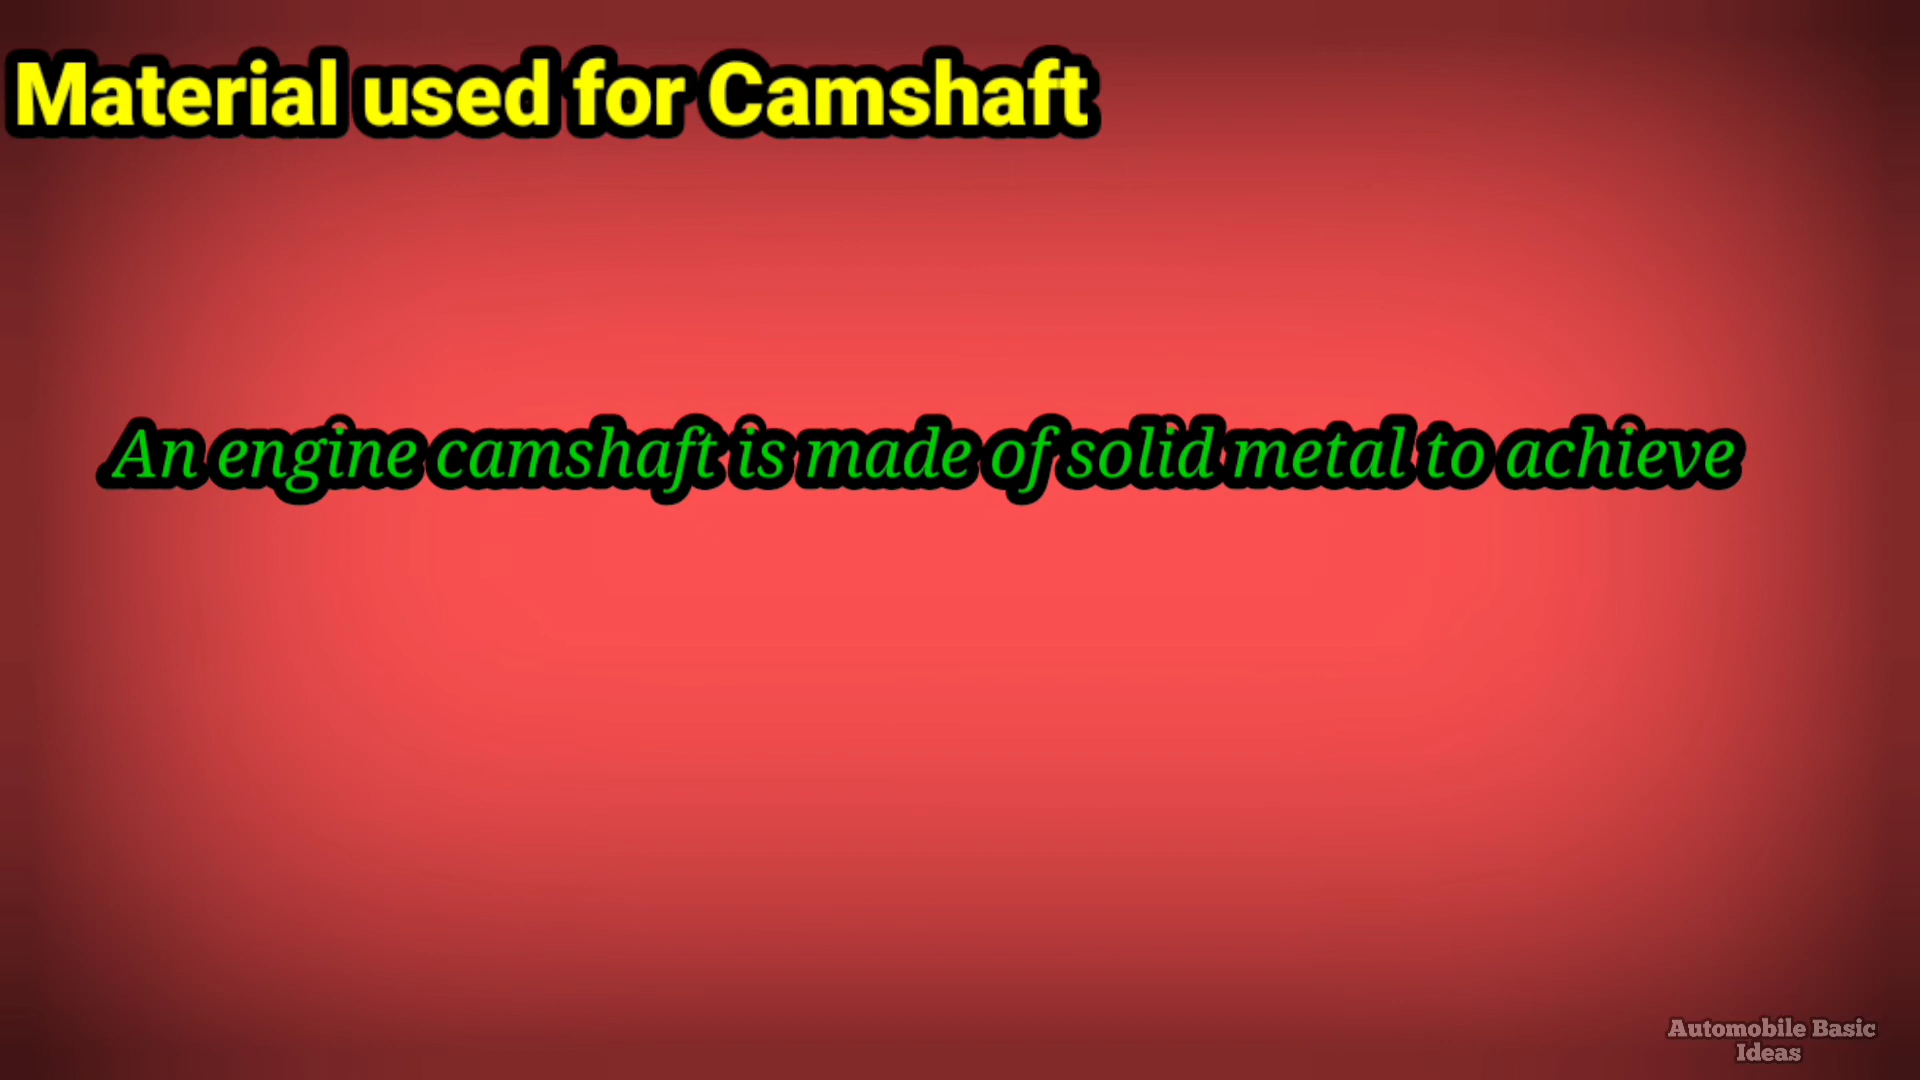 Material used for Camshaft
An engine camshaft is made of solid metal to achieve
Automobile Basic
Ideas